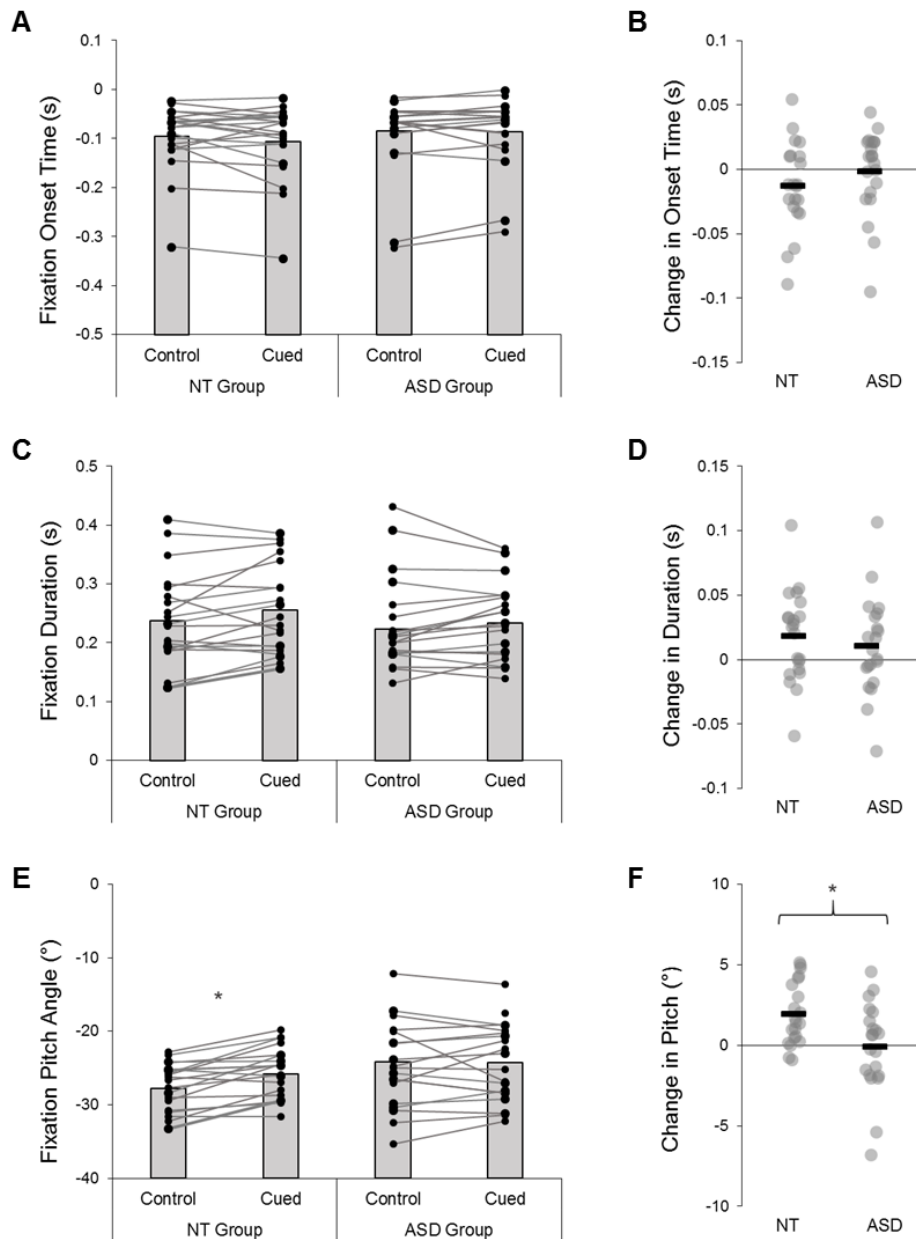 A
Fixation Onset Time (s)
0.1
0
-0.1
-0.2
-0.3
-0.4
-0.5
Control Cued Control Cued
NT Group ASD Group
B
Change in Onset Time (s)
0.1
0.05
0
-0.05
-0.1
-0.15
NT ASD
C
Fixation Duration (s)
0.5
0.4
0.3
0.2
0.1
0
Control Cued Control Cued
NT Group ASD Group
D
Change in Duration (s)
0.15
0.1
0.05
0
-0.05
-0.1
NT ASD
E
Fixation Pitch Angle (°)
0
-10
-20
-30
-40
*
Control Cued Control Cued
NT Group ASD Group
F
Change in Pitch (°)
10
5
0
-5
-10
*
NT ASD